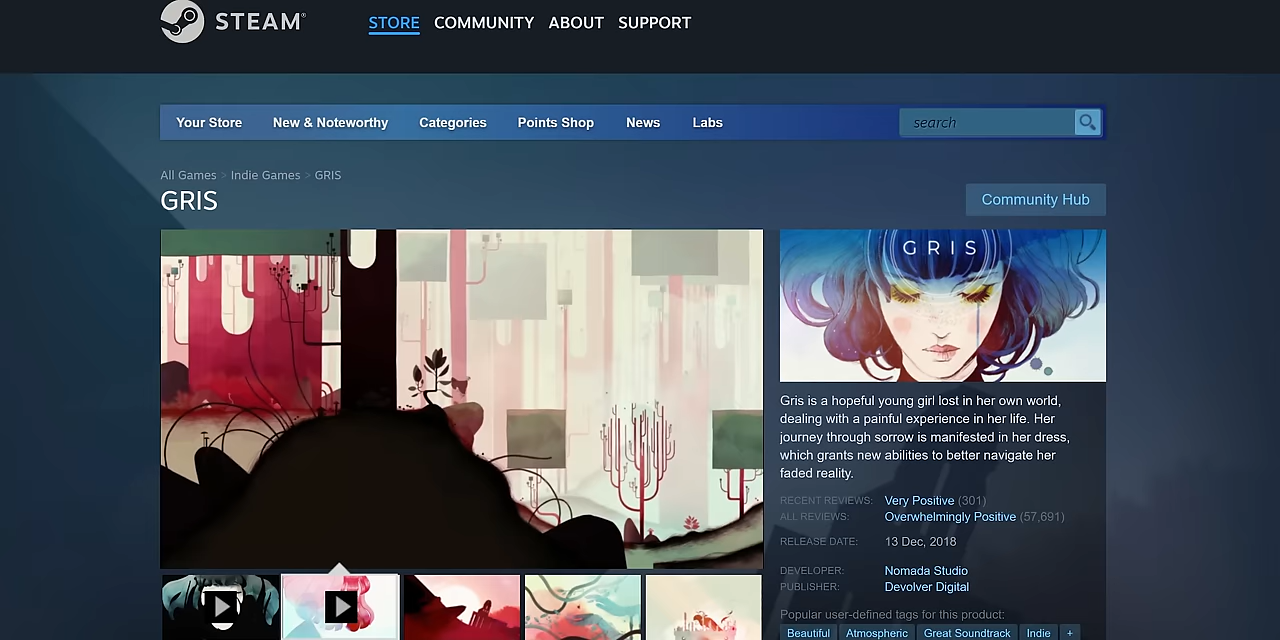 STEAM®
STORE COMMUNITY ABOUT SUPPORT
Your Store New & Noteworthy Categories Points Shop News Labs search
All Games > Indie Games > GRIS
GRIS
Community Hub
GRIS
Gris is a hopeful young girl lost in her own world,
dealing with a painful experience in her life. Her
journey through sorrow is manifested in her dress,
which grants new abilities to better navigate her
faded reality.
RECENT REVIEWS: Very Positive (301)
ALL REVIEWS: Overwhelmingly Positive (57,691)
RELEASE DATE: 13 Dec, 2018
DEVELOPER: Nomada Studio
PUBLISHER: Devolver Digital
Popular user-defined tags for this product:
Beautiful Atmospheric Great Soundtrack Indie +